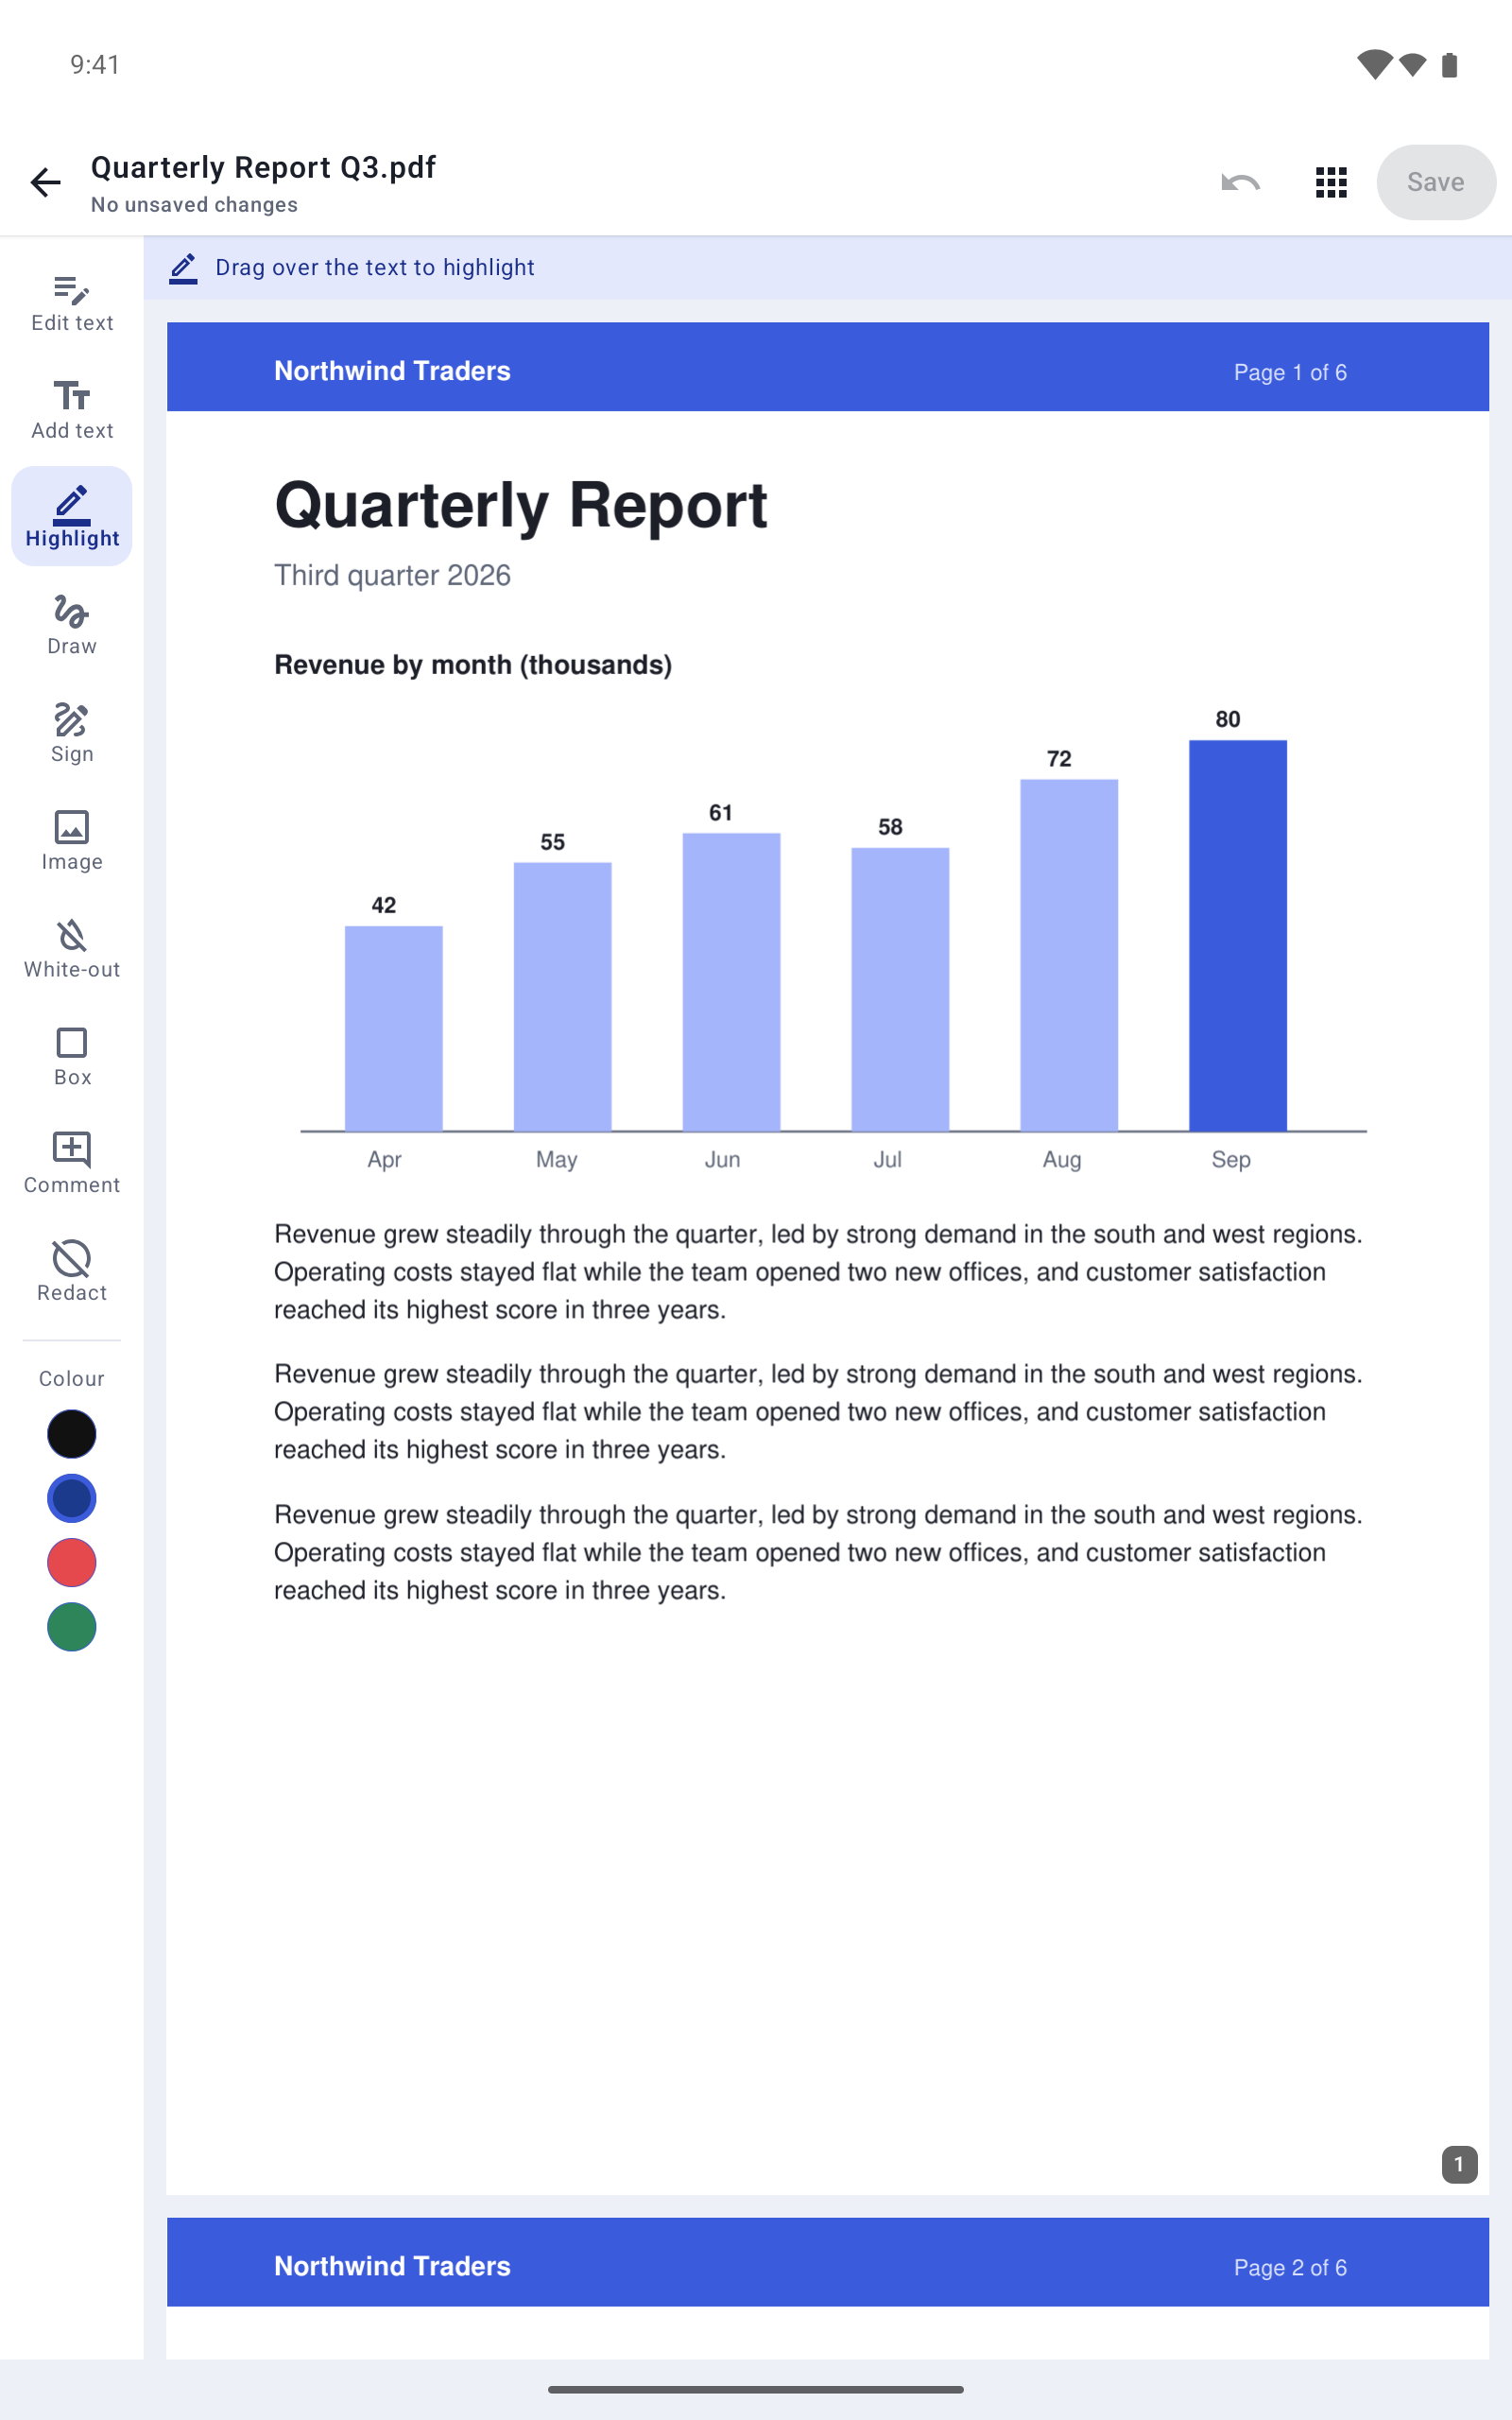 9:41
Quarterly Report Q3.pdf
No unsaved changes
Save
Drag over the text to highlight
Edit text
Add text
Highlight
Draw
Sign
Image
White-out
Box
Comment
Redact
Colour
Northwind Traders
Page 1 of 6
Quarterly Report
Third quarter 2026
Revenue by month (thousands)
42
55
61
58
72
80
Apr
May
Jun
Jul
Aug
Sep
Revenue grew steadily through the quarter, led by strong demand in the south and west regions.
Operating costs stayed flat while the team opened two new offices, and customer satisfaction
reached its highest score in three years.
Revenue grew steadily through the quarter, led by strong demand in the south and west regions.
Operating costs stayed flat while the team opened two new offices, and customer satisfaction
reached its highest score in three years.
Revenue grew steadily through the quarter, led by strong demand in the south and west regions.
Operating costs stayed flat while the team opened two new offices, and customer satisfaction
reached its highest score in three years.
1
Northwind Traders
Page 2 of 6